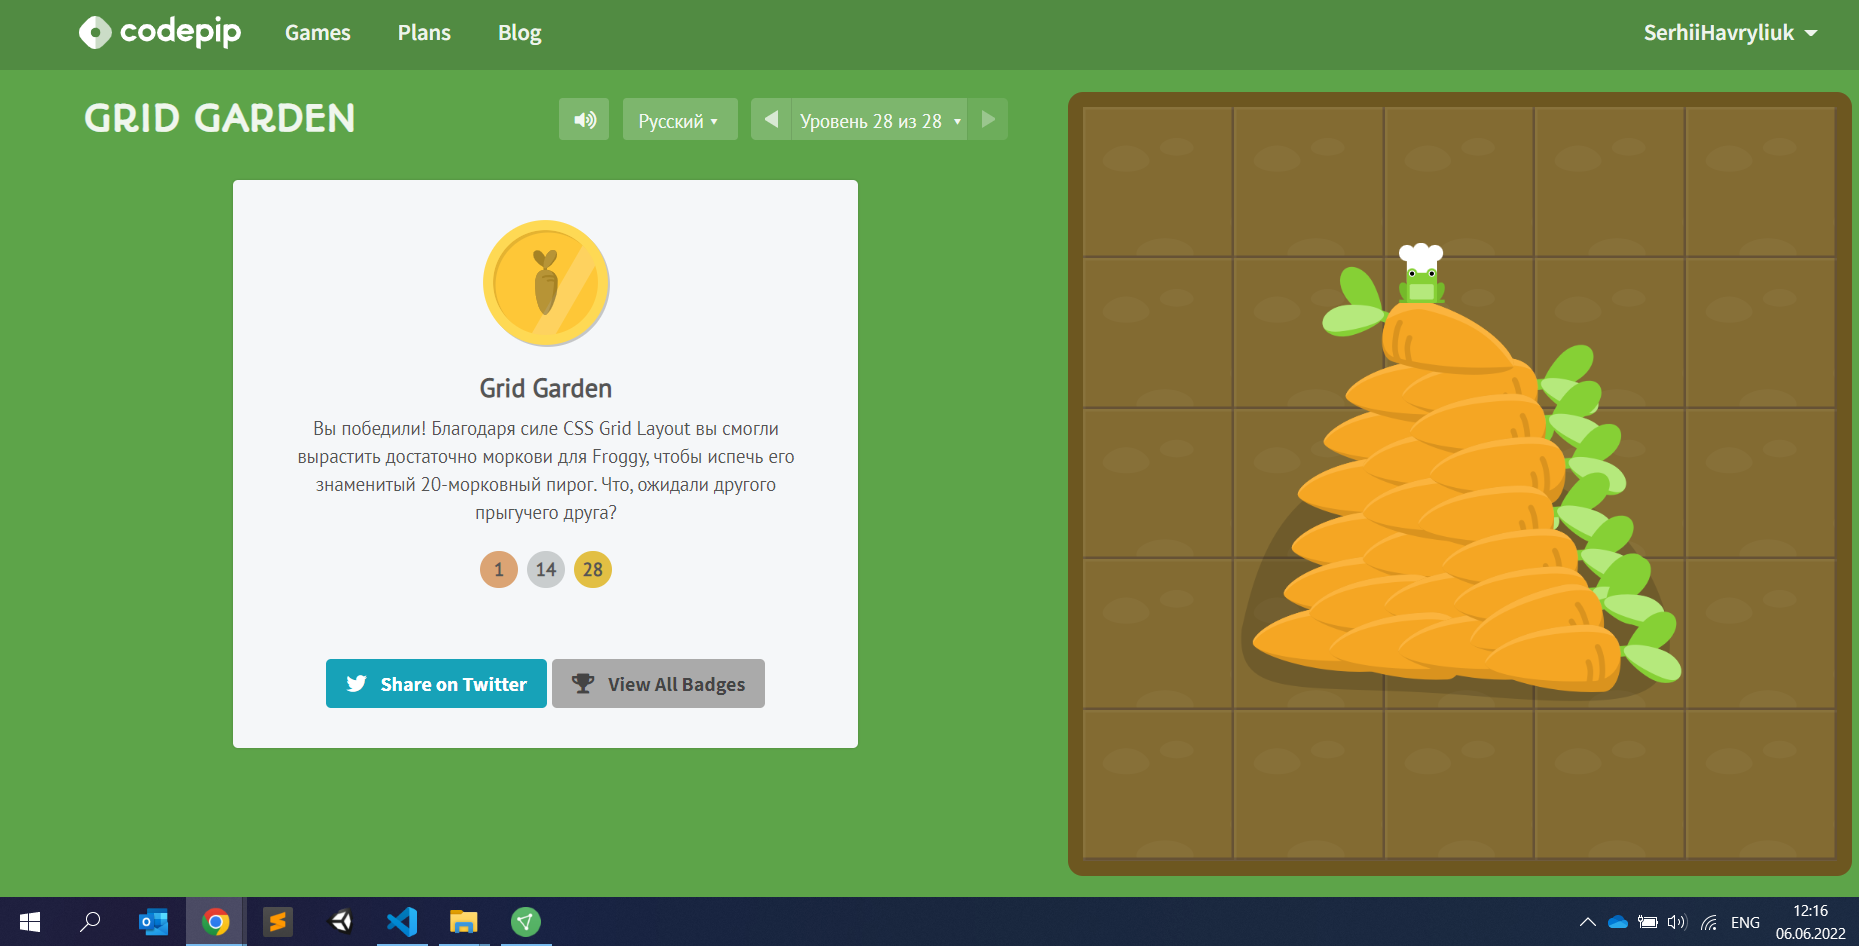 codepip
Games
Plans
Blog
SerhiiHavryliuk
GRID GARDEN
Русский
Уровень 28 из 28
Grid Garden
Вы победили! Благодаря силе CSS Grid Layout вы смогли
вырастить достаточно моркови для Froggy, чтобы испечь его
знаменитый 20-морковный пирог. Что, ожидали другого
прыгучего друга?
1 14 28
Share on Twitter
View All Badges
ENG
12:16
06.06.2022